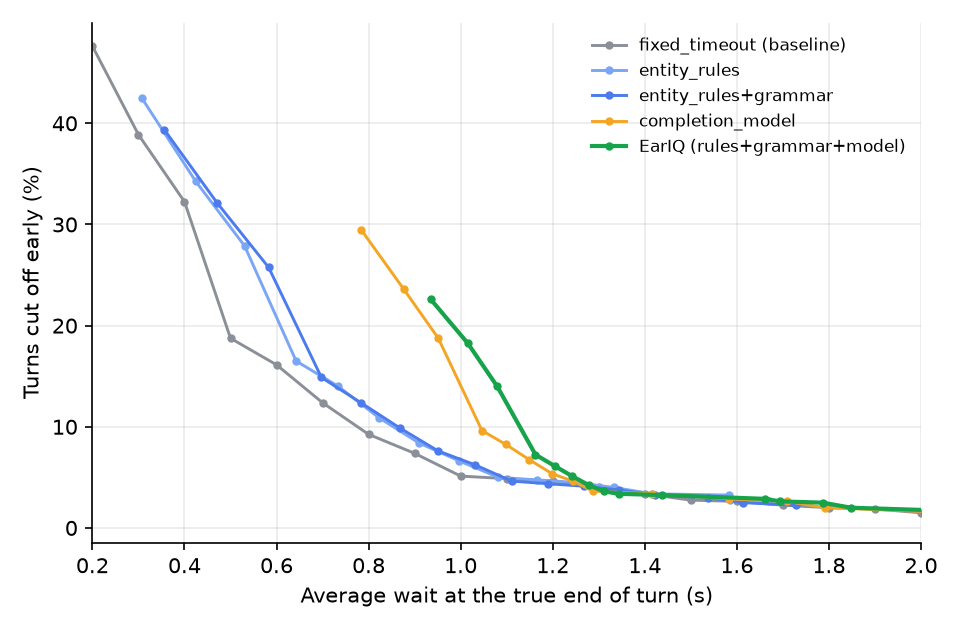 fixed_timeout (baseline)
entity_rules
entity_rules+grammar
completion_model
EarIQ (rules+grammar+model)
Turns cut off early (%)
40
30
20
10
0
0.2 0.4 0.6 0.8 1.0 1.2 1.4 1.6 1.8 2.0
Average wait at the true end of turn (s)